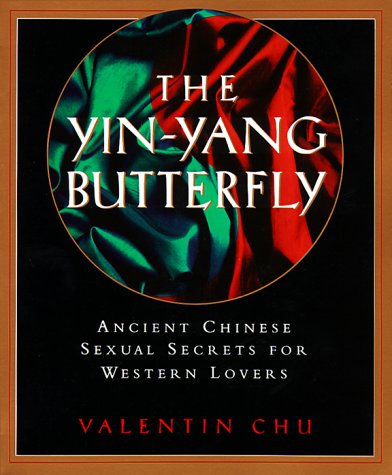 THE
YIN-YANG
BUTTERFLY
ANCIENT CHINESE
SEXUAL SECRETS FOR
WESTERN LOVERS
VALENTIN CHU